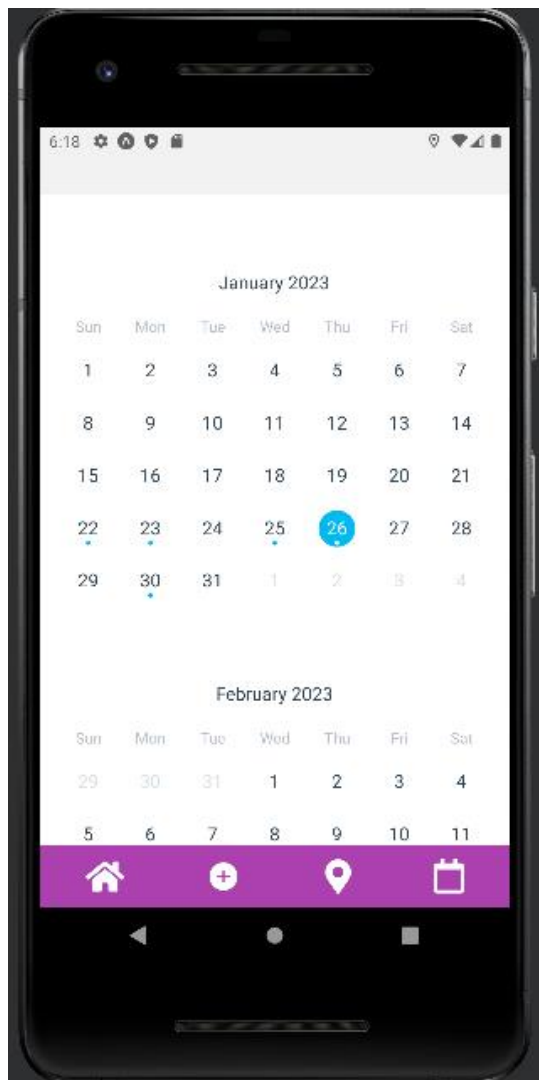 6:18
January 2023
Sun Mon Tue Wed Thu Fri Sat
1 2 3 4 5 6 7
8 9 10 11 12 13 14
15 16 17 18 19 20 21
22 23 24 25 26 27 28
29 30 31 1 2 3 4
February 2023
Sun Mon Tue Wed Thu Fri Sat
29 30 31 1 2 3 4
5 6 7 8 9 10 11